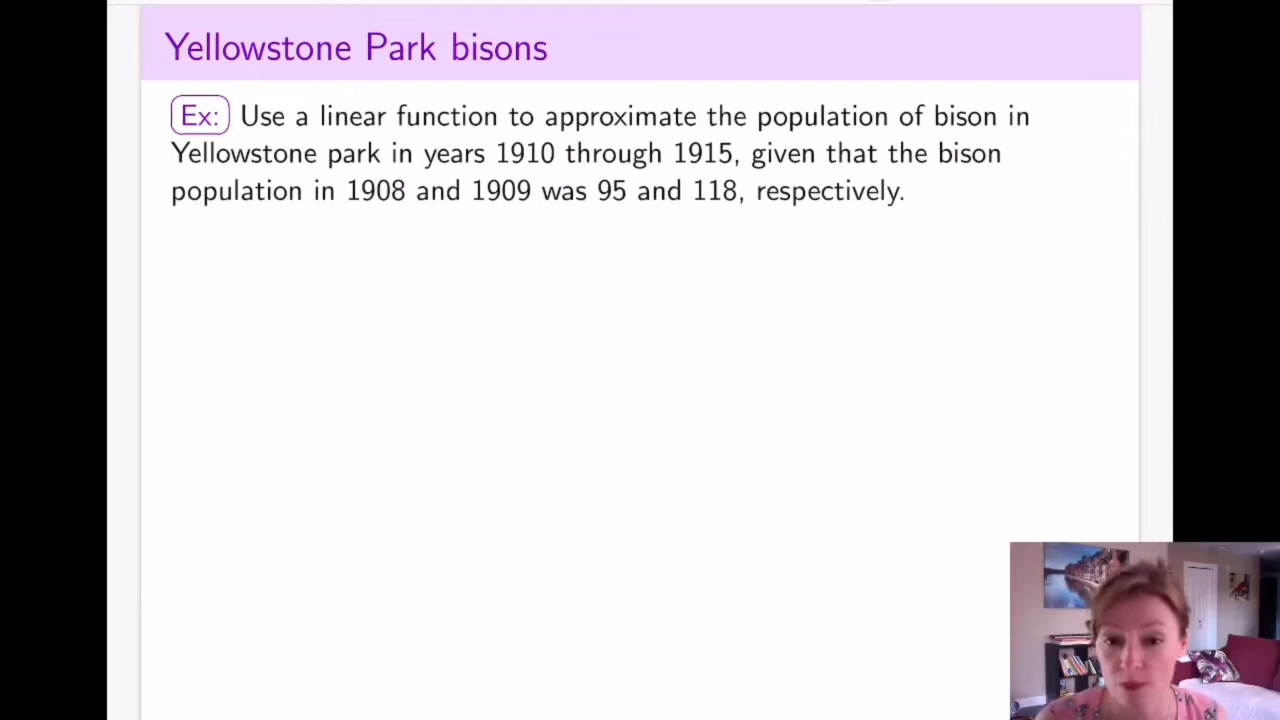 Yellowstone Park bisons
Ex: Use a linear function to approximate the population of bison in
Yellowstone park in years 1910 through 1915, given that the bison
population in 1908 and 1909 was 95 and 118, respectively.